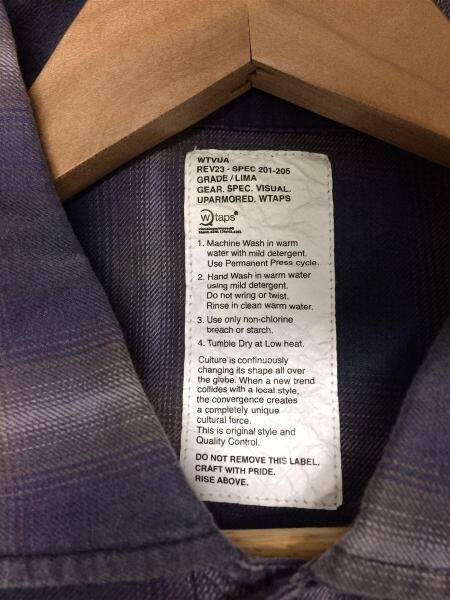 WTVUA
REV23 - SPEC 201-205
GRADE / LIMA
GEAR. SPEC. VISUAL.
UPARMORED. WTAPS
Wtaps®
1. Machine Wash in warm
water with mild detergent.
Use Permanent Press cycle.
2. Hand Wash in warm water
using mild detergent.
Do not wring or twist.
Rinse in clean warm water.
3. Use only non-chlorine
breach or starch.
4. Tumble Dry at Low heat.
Culture is continuously
changing its shape all over
the globe. When a new trend
collides with a local style,
the convergence creates
a completely unique
cultural force.
This is original style and
Quality Control.
DO NOT REMOVE THIS LABEL.
CRAFT WITH PRIDE.
RISE ABOVE.